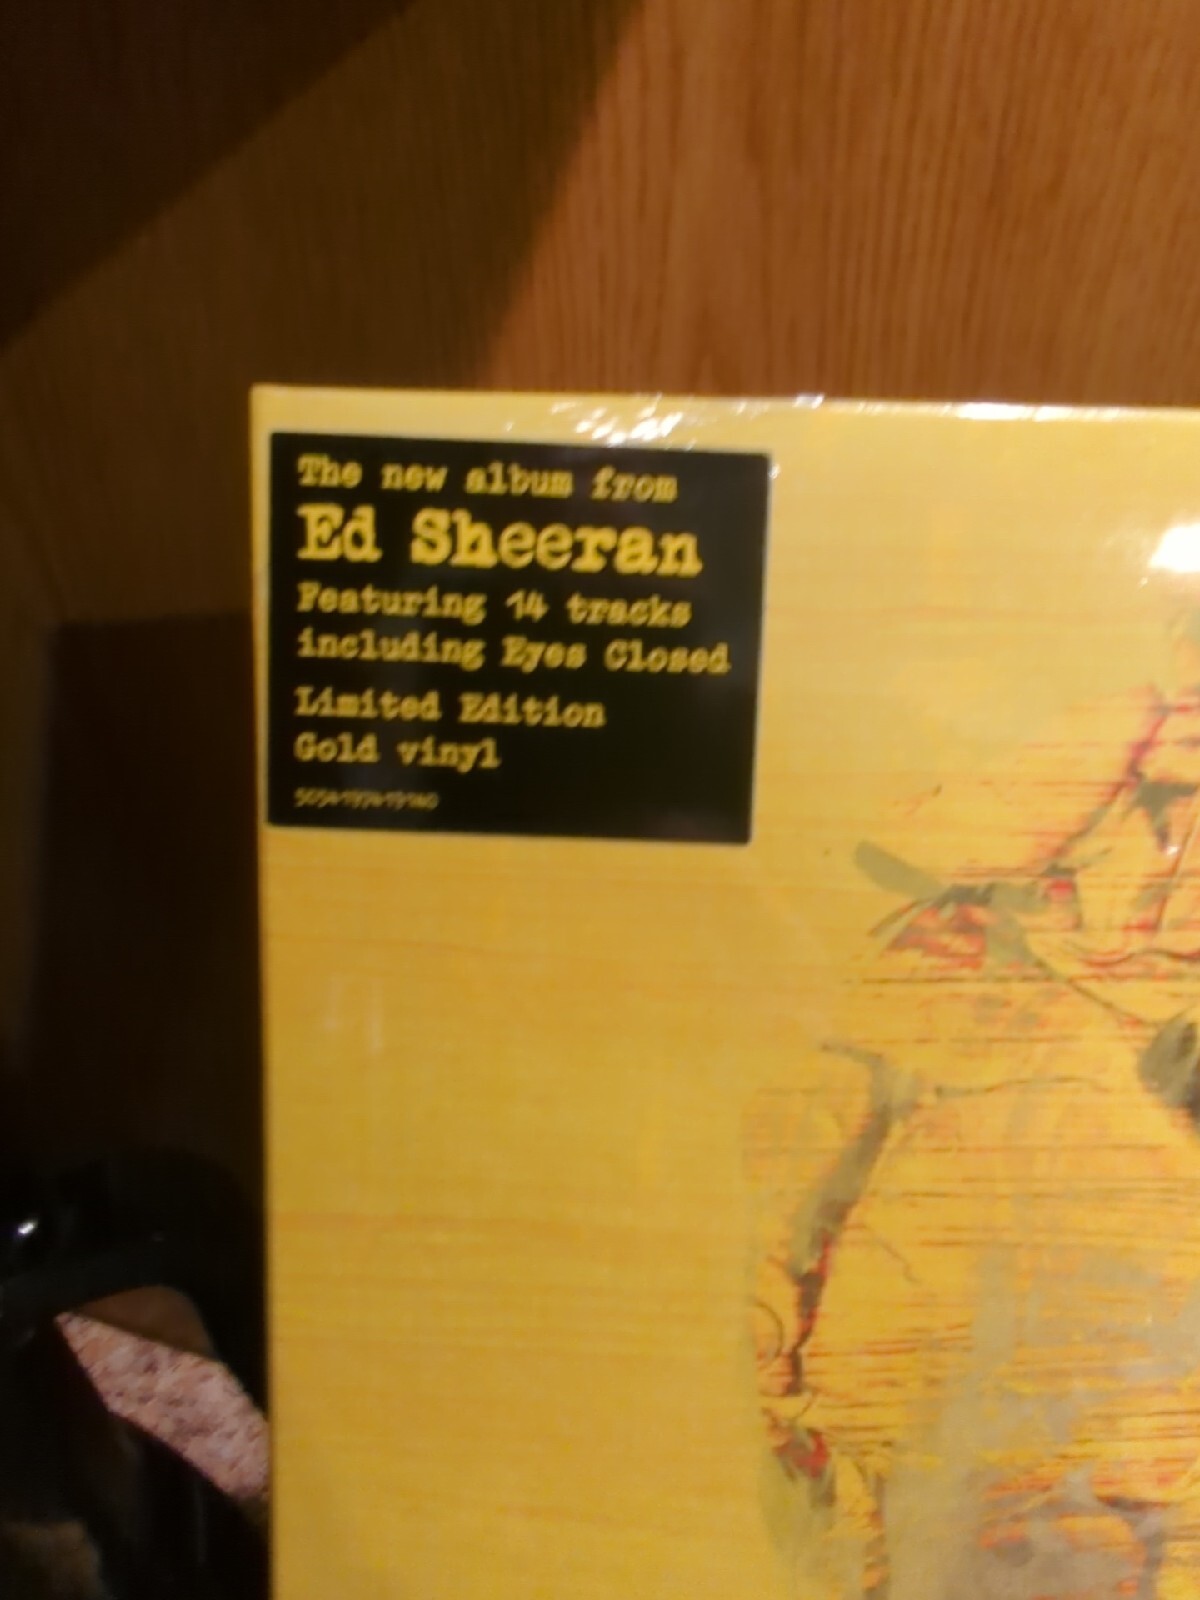 The new album from
Ed Sheeran
Featuring 14 tracks
including Eyes Closed
Limited Edition
Gold vinyl